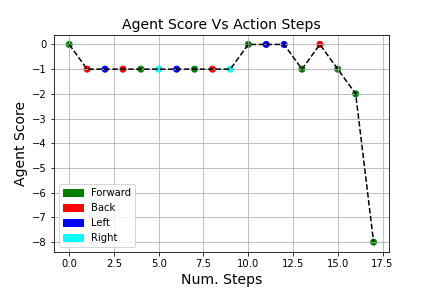 Agent Score Vs Action Steps
0
−1
−2
−3
−4
−5
−6
−7
−8
Agent Score
Forward
Back
Left
Right
0.0 2.5 5.0 7.5 10.0 12.5 15.0 17.5
Num. Steps